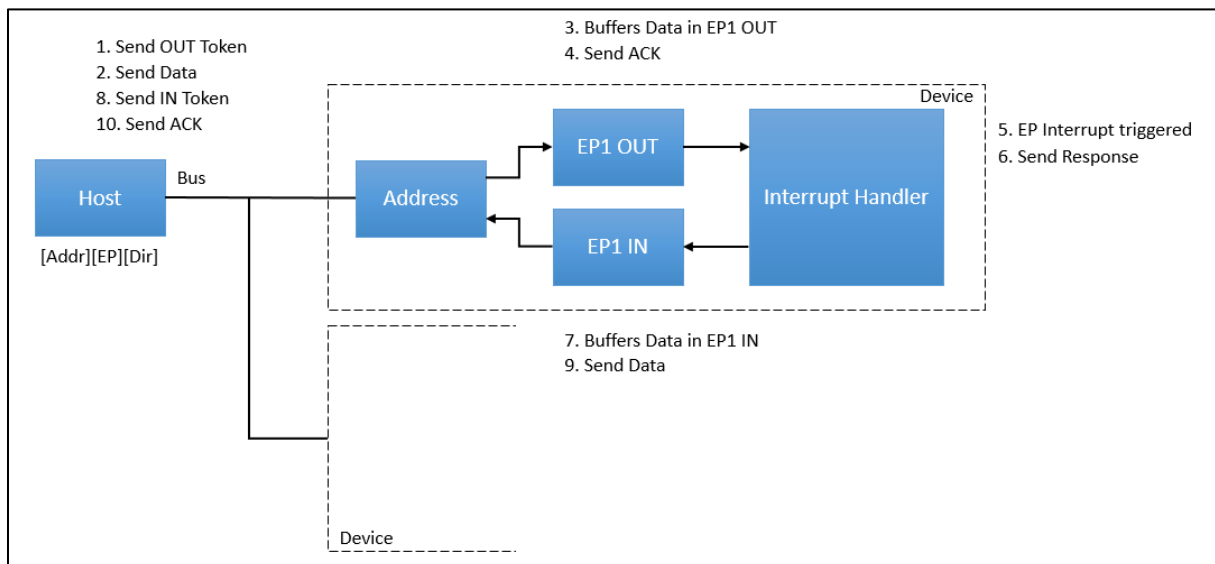 3. Buffers Data in EP1 OUT
4. Send ACK
1. Send OUT Token
2. Send Data
8. Send IN Token
10. Send ACK
Device
5. EP Interrupt triggered
6. Send Response
EP1 OUT
Bus
Host
Address
Interrupt Handler
EP1 IN
[Addr][EP][Dir]
7. Buffers Data in EP1 IN
9. Send Data
Device